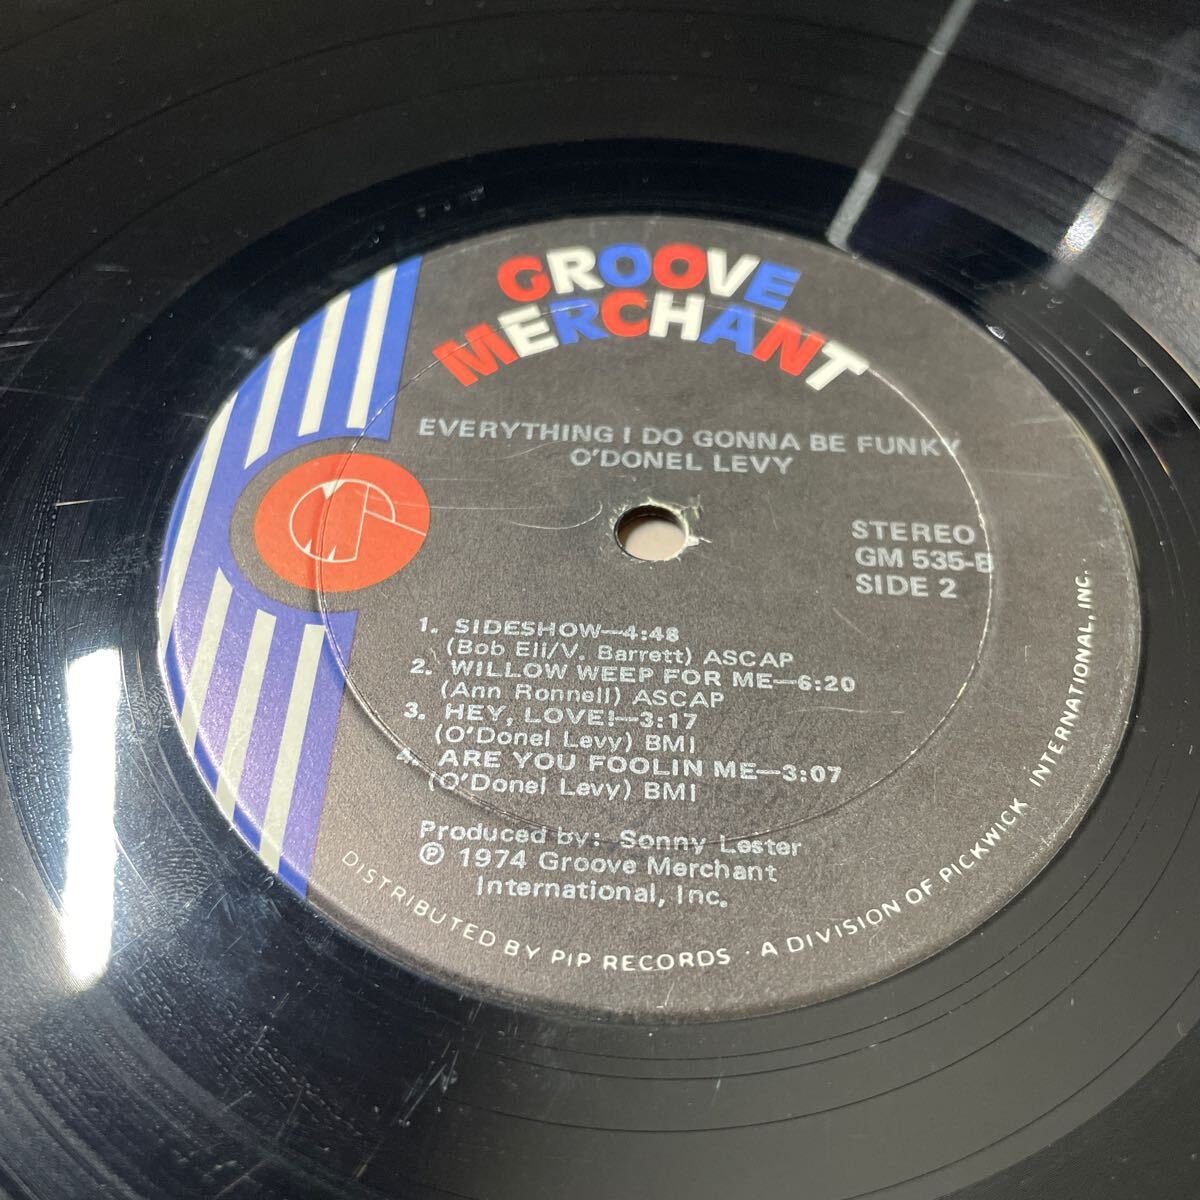 GROOVE
MERCHANT
EVERYTHING I DO GONNA BE FUNKY
O'DONEL LEVY
STEREO
GM 535-B
SIDE 2
1. SIDESHOW—4:48
(Bob Eli/V. Barrett) ASCAP
2. WILLOW WEEP FOR ME—6:20
(Ann Ronnell) ASCAP
3. HEY, LOVE!—3:17
(O'Donel Levy) BMI
4. ARE YOU FOOLIN ME—3:07
(O'Donel Levy) BMI
Produced by: Sonny Lester
Ⓟ 1974 Groove Merchant
International, Inc.
DISTRIBUTED BY PIP RECORDS · A DIVISION OF PICKWICK INTERNATIONAL, INC.